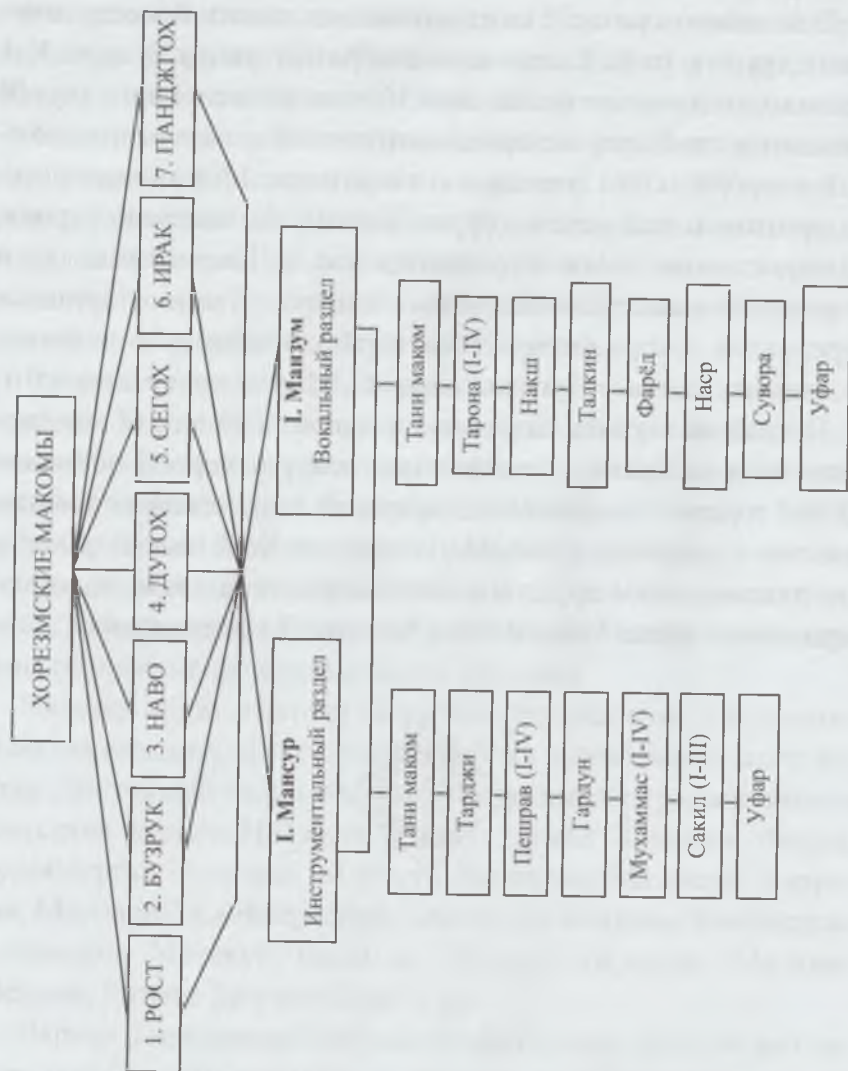 ХОРЕЗМСКИЕ МАКОМЫ
1. РОСТ
2. БУЗРУК
3. НАВО
4. ДУГОХ
5. СЕГОХ
6. ИРАК
7. ПАНДЖГОХ
I. Мансур
Инструментальный раздел
Тани маком
Тарджи
Пешрав (I-IV)
Гардун
Мухаммас (I-IV)
Сакил (I-III)
Уфар
I. Манзум
Вокальный раздел
Тани маком
Тарона (I-IV)
Накш
Талкин
Фарёд
Наср
Сувора
Уфар